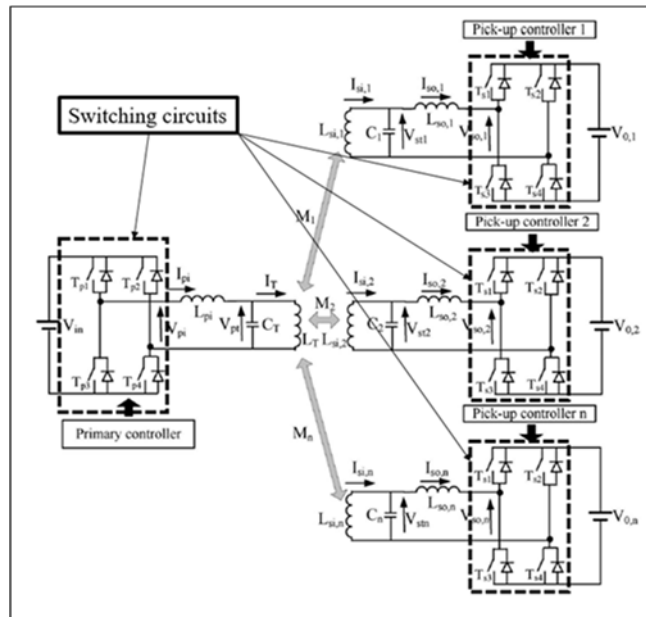 Pick-up controller 1
Switching circuits
I_si,1
I_so,1
T_s1
T_s2
L_si,1
C_1
V_st1
L_so,1
V_so,1
V_0,1
T_s3
T_s4
M_1
Pick-up controller 2
I_si,2
I_so,2
T_s1
T_s2
T_p1
T_p2
I_pi
I_T
M_2
C_2
V_st2
L_so,2
V_so,2
V_0,2
V_in
V_pi
L_pi
V_pt
C_T
L_T
L_si,2
T_p3
T_p4
T_s3
T_s4
Primary controller
Pick-up controller n
M_n
I_si,n
I_so,n
T_s1
T_s2
L_si,n
C_n
V_stn
L_so,n
V_so,n
V_0,n
T_s3
T_s4